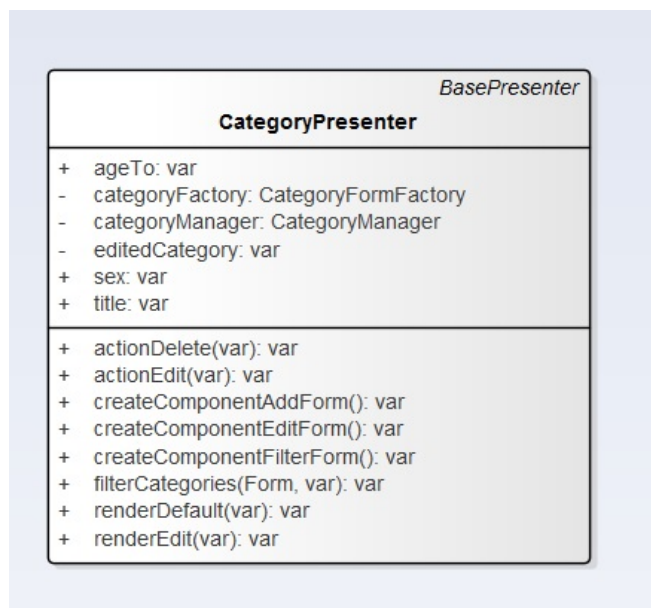 BasePresenter
CategoryPresenter
+ ageTo: var
- categoryFactory: CategoryFormFactory
- categoryManager: CategoryManager
- editedCategory: var
+ sex: var
+ title: var
+ actionDelete(var): var
+ actionEdit(var): var
+ createComponentAddForm(): var
+ createComponentEditForm(): var
+ createComponentFilterForm(): var
+ filterCategories(Form, var): var
+ renderDefault(var): var
+ renderEdit(var): var